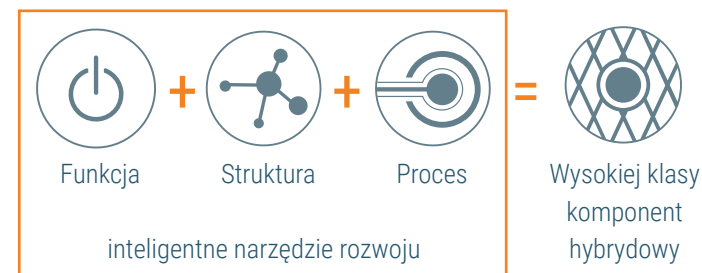 Funkcja
+
Struktura
+
Proces
=
Wysokiej klasy
komponent
hybrydowy
inteligentne narzędzie rozwoju